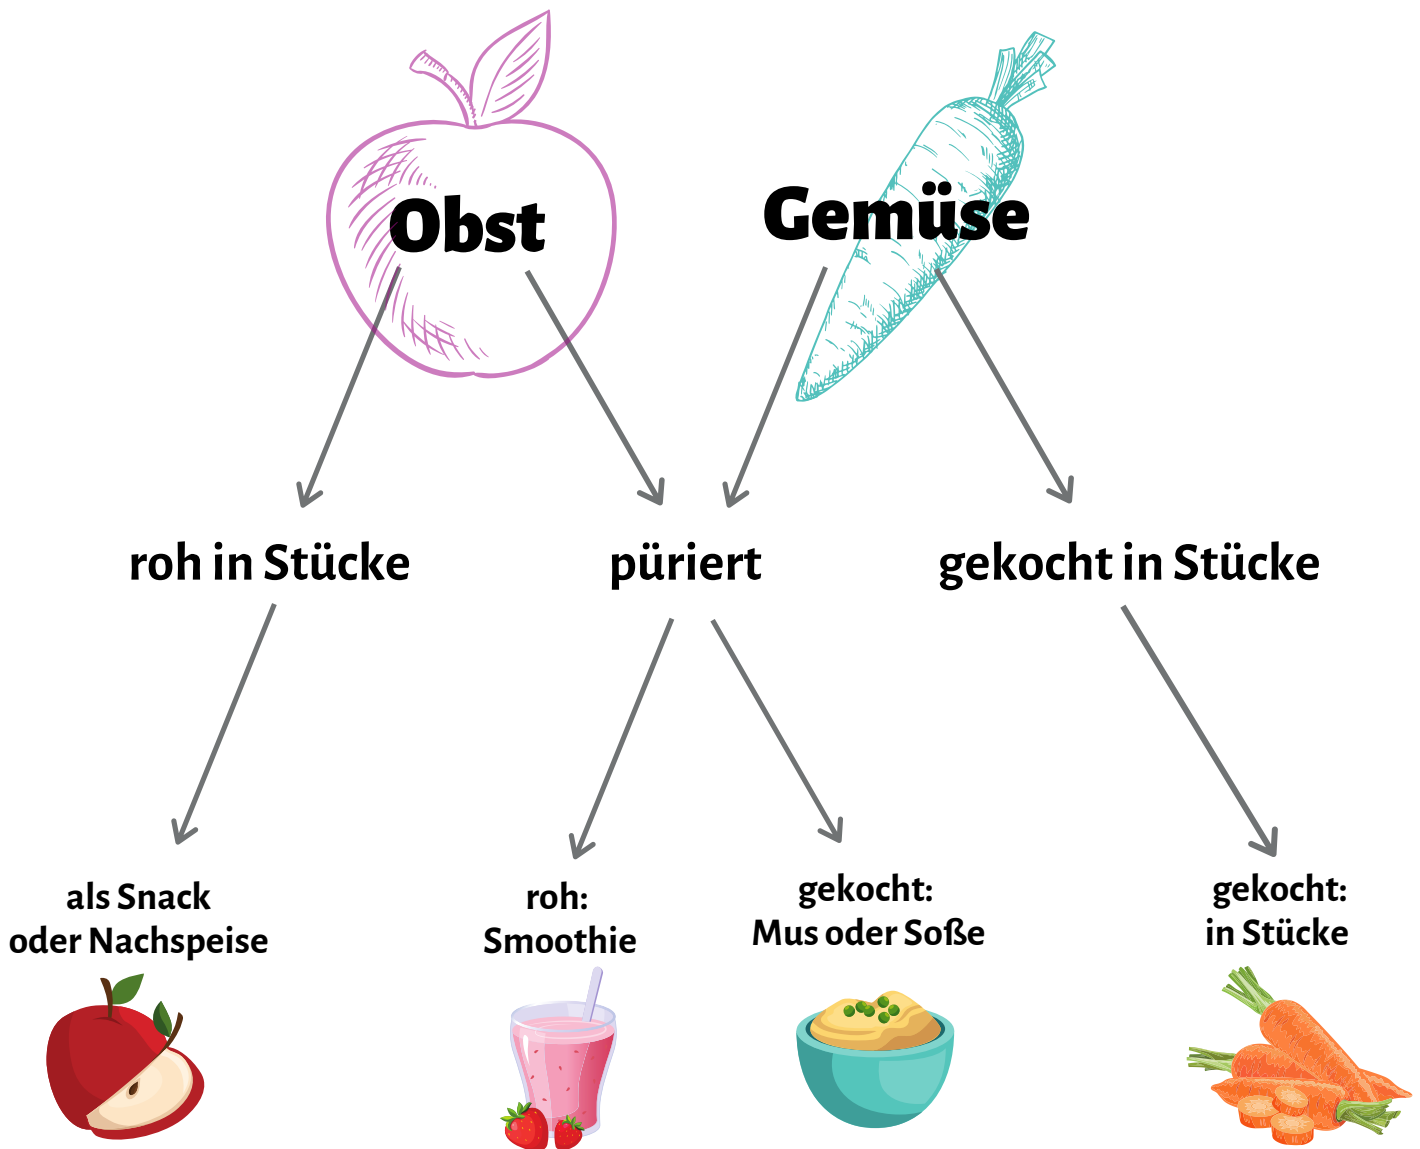 Obst
Gemüse
roh in Stücke
püriert
gekocht in Stücke
als Snack
oder Nachspeise
roh:
Smoothie
gekocht:
Mus oder Soße
gekocht:
in Stücke